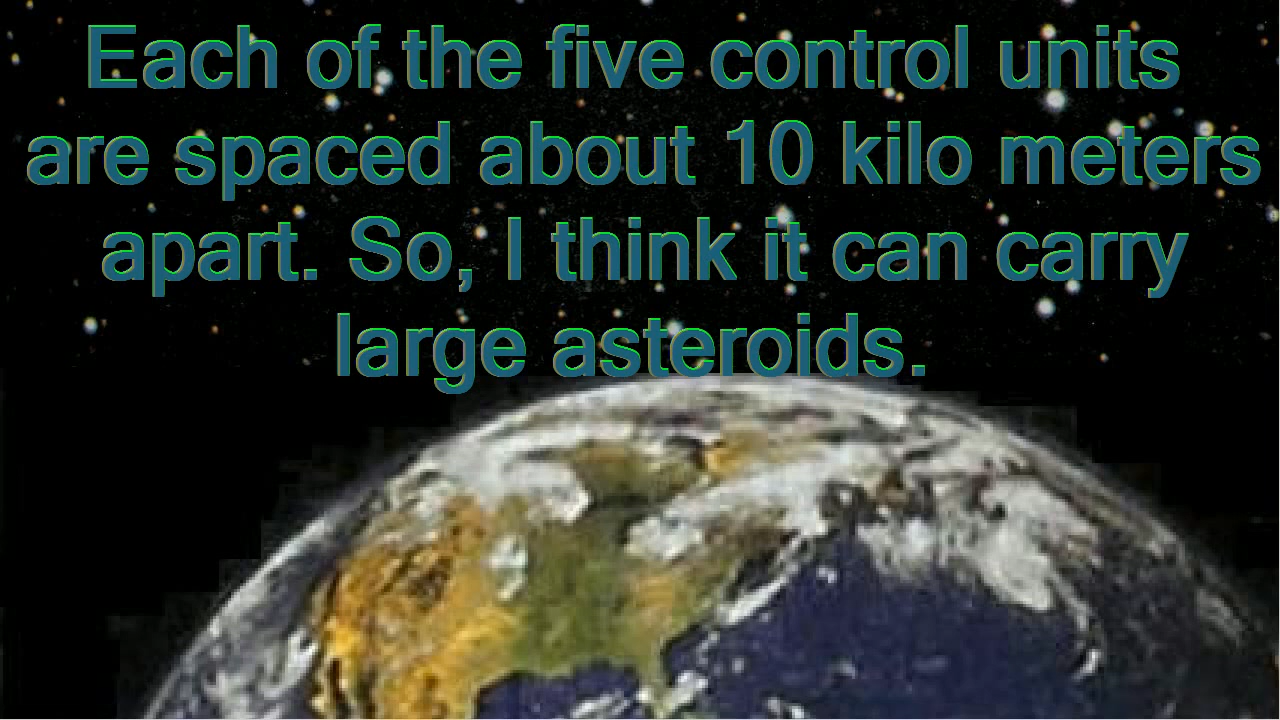 Each of the five control units
are spaced about 10 kilo meters
apart. So, I think it can carry
large asteroids.